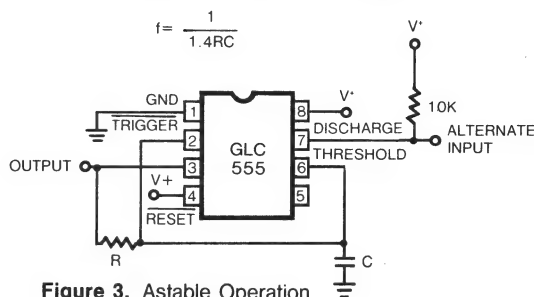 f= 1
1.4RC
V+
GND
1
8
V+
10K
TRIGGER
2
7
DISCHARGE
ALTERNATE
INPUT
GLC
555
OUTPUT
3
6
THRESHOLD
V+
4
5
RESET
R
C
Figure 3. Astable Operation